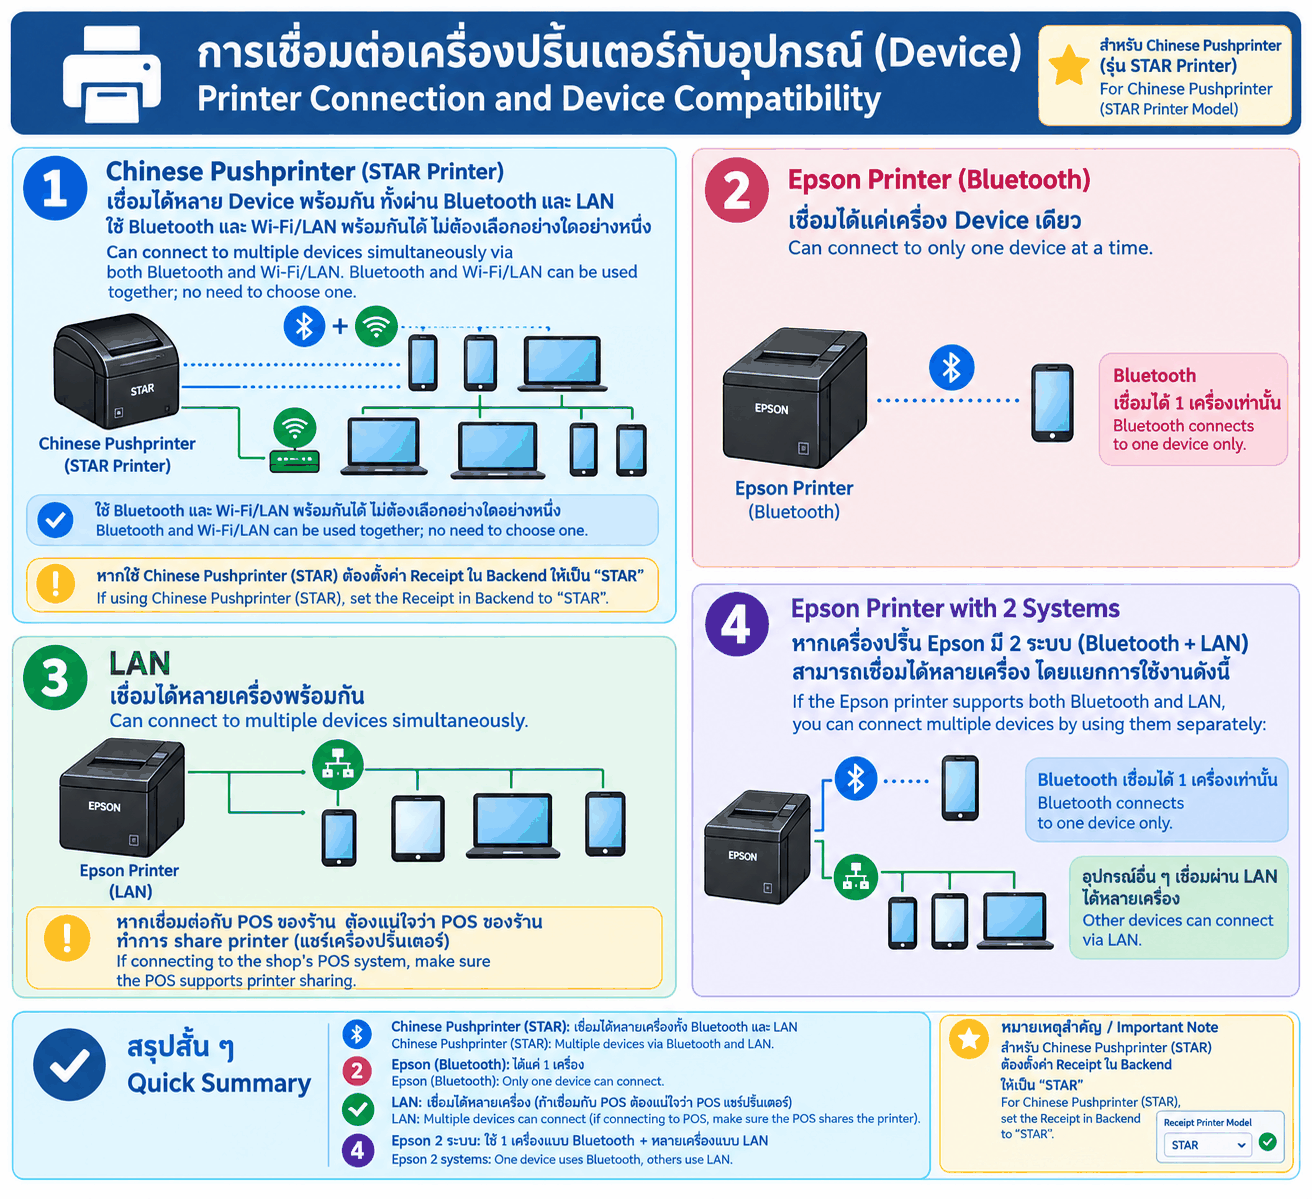 การเชื่อมต่อเครื่องปริ้นเตอร์กับอุปกรณ์ (Device)
Printer Connection and Device Compatibility
สำหรับ Chinese Pushprinter
(รุ่น STAR Printer)
For Chinese Pushprinter
(STAR Printer Model)
1
Chinese Pushprinter (STAR Printer)
เชื่อมได้หลาย Device พร้อมกัน ทั้งผ่าน Bluetooth และ LAN
ใช้ Bluetooth และ Wi-Fi/LAN พร้อมกันได้ ไม่ต้องเลือกอย่างใดอย่างหนึ่ง
Can connect to multiple devices simultaneously via
both Bluetooth and Wi-Fi/LAN. Bluetooth and Wi-Fi/LAN can be used
together; no need to choose one.
+
STAR
Chinese Pushprinter
(STAR Printer)
ใช้ Bluetooth และ Wi-Fi/LAN พร้อมกันได้ ไม่ต้องเลือกอย่างใดอย่างหนึ่ง
Bluetooth and Wi-Fi/LAN can be used together; no need to choose one.
หากใช้ Chinese Pushprinter (STAR) ต้องตั้งค่า Receipt ใน Backend ให้เป็น “STAR”
If using Chinese Pushprinter (STAR), set the Receipt in Backend to “STAR”.
2
Epson Printer (Bluetooth)
เชื่อมได้แค่เครื่อง Device เดียว
Can connect to only one device at a time.
EPSON
Epson Printer
(Bluetooth)
Bluetooth
เชื่อมได้ 1 เครื่องเท่านั้น
Bluetooth connects
to one device only.
3
LAN
เชื่อมได้หลายเครื่องพร้อมกัน
Can connect to multiple devices simultaneously.
EPSON
Epson Printer
(LAN)
หากเชื่อมต่อกับ POS ของร้าน ต้องแน่ใจว่า POS ของร้าน
ทำการ share printer (แชร์เครื่องปริ้นเตอร์)
If connecting to the shop's POS system, make sure
the POS supports printer sharing.
4
Epson Printer with 2 Systems
หากเครื่องปริ้น Epson มี 2 ระบบ (Bluetooth + LAN)
สามารถเชื่อมได้หลายเครื่อง โดยแยกการใช้งานดังนี้
If the Epson printer supports both Bluetooth and LAN,
you can connect multiple devices by using them separately:
EPSON
Bluetooth เชื่อมได้ 1 เครื่องเท่านั้น
Bluetooth connects
to one device only.
อุปกรณ์อื่น ๆ เชื่อมผ่าน LAN
ได้หลายเครื่อง
Other devices can connect
via LAN.
สรุปสั้น ๆ
Quick Summary
Chinese Pushprinter (STAR): เชื่อมได้หลายเครื่องทั้ง Bluetooth และ LAN
Chinese Pushprinter (STAR): Multiple devices via Bluetooth and LAN.
2
Epson (Bluetooth): ได้แค่ 1 เครื่อง
Epson (Bluetooth): Only one device can connect.
LAN: เชื่อมได้หลายเครื่อง (ถ้าเชื่อมกับ POS ต้องแน่ใจว่า POS แชร์ปริ้นเตอร์)
LAN: Multiple devices can connect (if connecting to POS, make sure the POS shares the printer).
4
Epson 2 ระบบ: ใช้ 1 เครื่องแบบ Bluetooth + หลายเครื่องแบบ LAN
Epson 2 systems: One device uses Bluetooth, others use LAN.
หมายเหตุสำคัญ / Important Note
สำหรับ Chinese Pushprinter (STAR)
ต้องตั้งค่า Receipt ใน Backend
ให้เป็น “STAR”
For Chinese Pushprinter (STAR),
set the Receipt in Backend
to “STAR”.
Receipt Printer Model
STAR